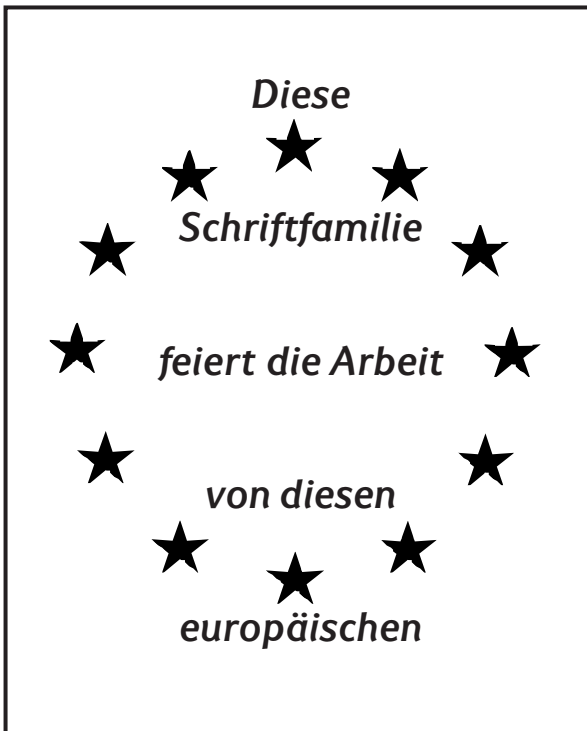 Diese
Schriftfamilie
feiert die Arbeit
von diesen
europäischen